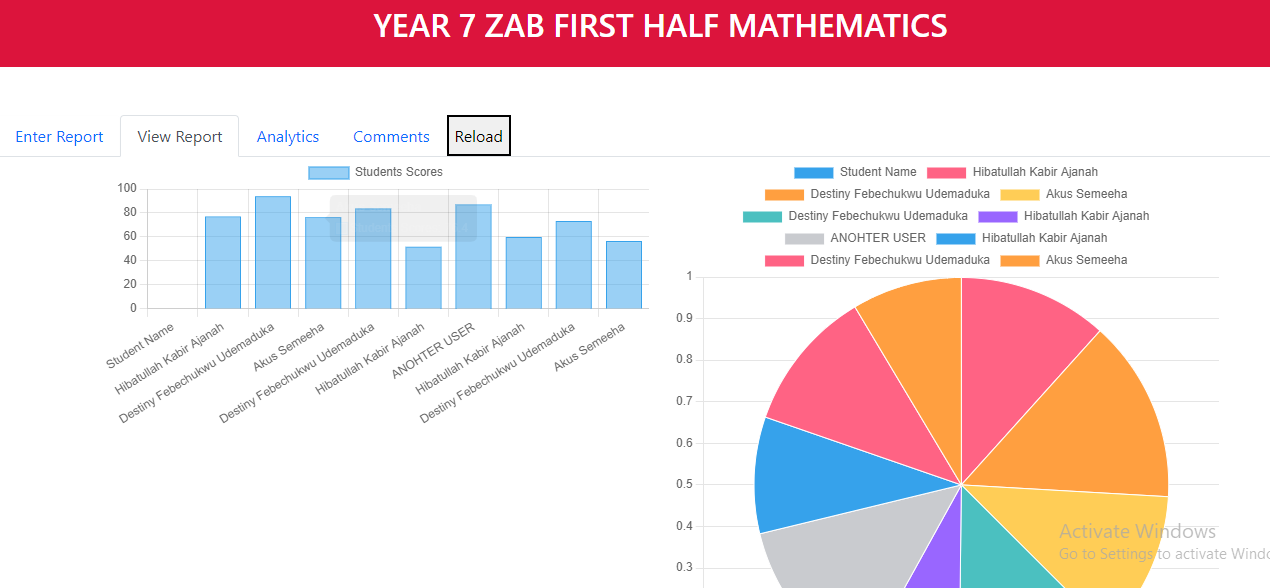 YEAR 7 ZAB FIRST HALF MATHEMATICS
Enter Report View Report Analytics Comments Reload
Students Scores
100
80
60
40
20
0
Student Name
Hibatullah Kabir Ajanah
Destiny Febechukwu Udemaduka
Akus Semeeha
Destiny Febechukwu Udemaduka
Hibatullah Kabir Ajanah
ANOHTER USER
Hibatullah Kabir Ajanah
Destiny Febechukwu Udemaduka
Akus Semeeha
Student Name Hibatullah Kabir Ajanah
Destiny Febechukwu Udemaduka Akus Semeeha
Destiny Febechukwu Udemaduka Hibatullah Kabir Ajanah
ANOHTER USER Hibatullah Kabir Ajanah
Destiny Febechukwu Udemaduka Akus Semeeha
1
0.9
0.8
0.7
0.6
0.5
0.4
0.3
Activate Windows
Go to Settings to activate Windo